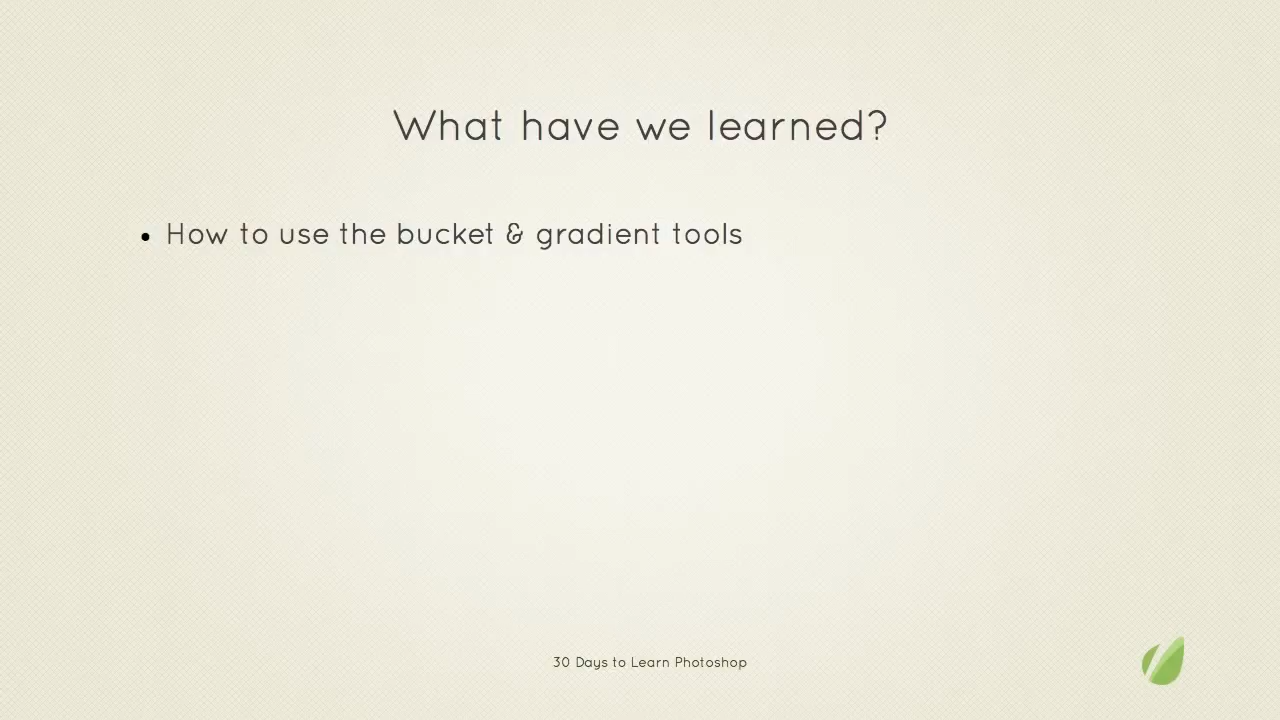 What have we learned?
• How to use the bucket & gradient tools
30 Days to Learn Photoshop